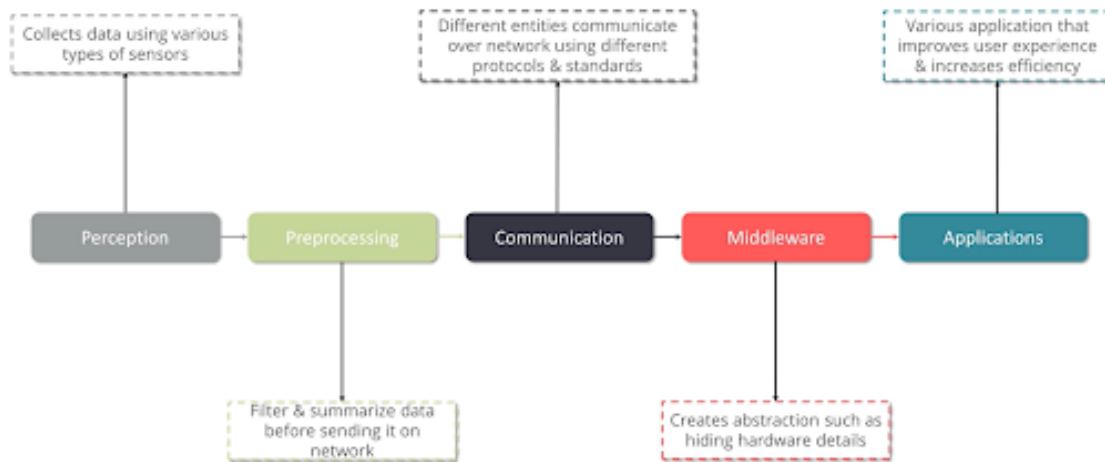 Collects data using various
types of sensors
Different entities communicate
over network using different
protocols & standards
Various application that
improves user experience
& increases efficiency
Perception
Preprocessing
Communication
Middleware
Applications
Filter & summarize data
before sending it on
network
Creates abstraction such as
hiding hardware details